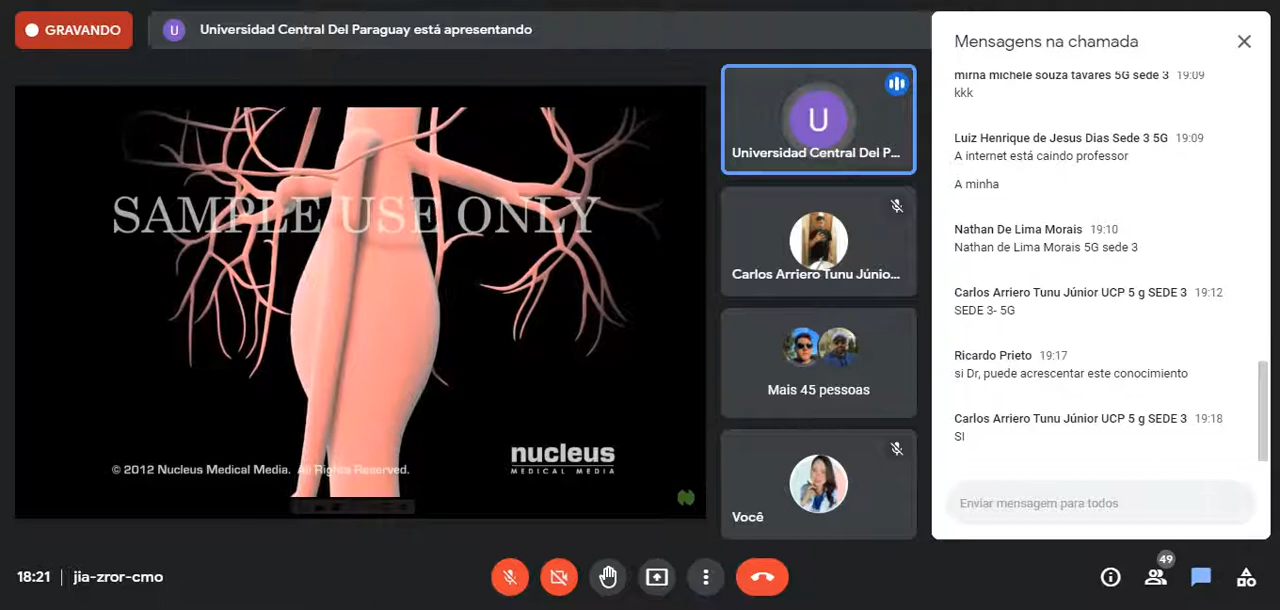 GRAVANDO
U Universidad Central Del Paraguay está apresentando
SAMPLE USE ONLY
© 2012 Nucleus Medical Media. All Rights Reserved.
nucleus
MEDICAL MEDIA
U
Universidad Central Del P...
Carlos Arriero Tunu Júnio...
Mais 45 pessoas
Você
Mensagens na chamada
mirna michele souza tavares 5G sede 3 19:09
kkk
Luiz Henrique de Jesus Dias Sede 3 5G 19:09
A internet está caindo professor
A minha
Nathan De Lima Morais 19:10
Nathan de Lima Morais 5G sede 3
Carlos Arriero Tunu Júnior UCP 5 g SEDE 3 19:12
SEDE 3- 5G
Ricardo Prieto 19:17
si Dr, puede acrescentar este conocimiento
Carlos Arriero Tunu Júnior UCP 5 g SEDE 3 19:18
SI
Enviar mensagem para todos
18:21 | jia-zror-cmo
49